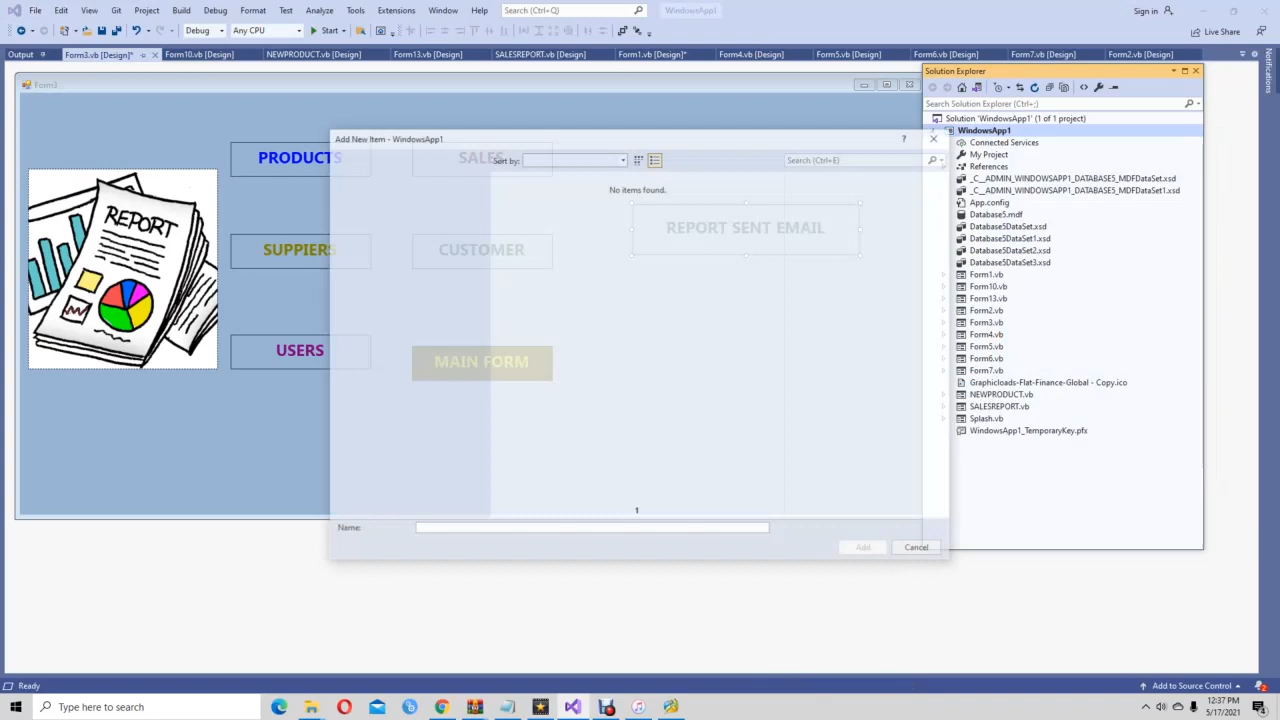 File Edit View Git Project Build Debug Format Test Analyze Tools Extensions Window Help Search (Ctrl+Q) WindowsApp1 Sign in
Debug Any CPU Start Live Share
Output Form3.vb [Design]* Form10.vb [Design] NEWPRODUCT.vb [Design] Form13.vb [Design] SALESREPORT.vb [Design] Form1.vb [Design]* Form4.vb [Design] Form5.vb [Design] Form6.vb [Design] Form7.vb [Design] Form2.vb [Design]
Form3
REPORT
PRODUCTS
SALES
SUPPIERS
CUSTOMER
USERS
MAIN FORM
REPORT SENT EMAIL
Add New Item - WindowsApp1 ?
Sort by: Search (Ctrl+E)
No items found.
1
Name:
Add Cancel
Solution Explorer
Search Solution Explorer (Ctrl+;)
Solution 'WindowsApp1' (1 of 1 project)
WindowsApp1
Connected Services
My Project
References
_C__ADMIN_WINDOWSAPP1_DATABASE5_MDFDataSet.xsd
_C__ADMIN_WINDOWSAPP1_DATABASE5_MDFDataSet1.xsd
App.config
Database5.mdf
Database5DataSet.xsd
Database5DataSet1.xsd
Database5DataSet2.xsd
Database5DataSet3.xsd
Form1.vb
Form10.vb
Form13.vb
Form2.vb
Form3.vb
Form4.vb
Form5.vb
Form6.vb
Form7.vb
Graphicloads-Flat-Finance-Global - Copy.ico
NEWPRODUCT.vb
SALESREPORT.vb
Splash.vb
WindowsApp1_TemporaryKey.pfx
Notifications
Ready Add to Source Control 2
Type here to search
12:37 PM
5/17/2021
4